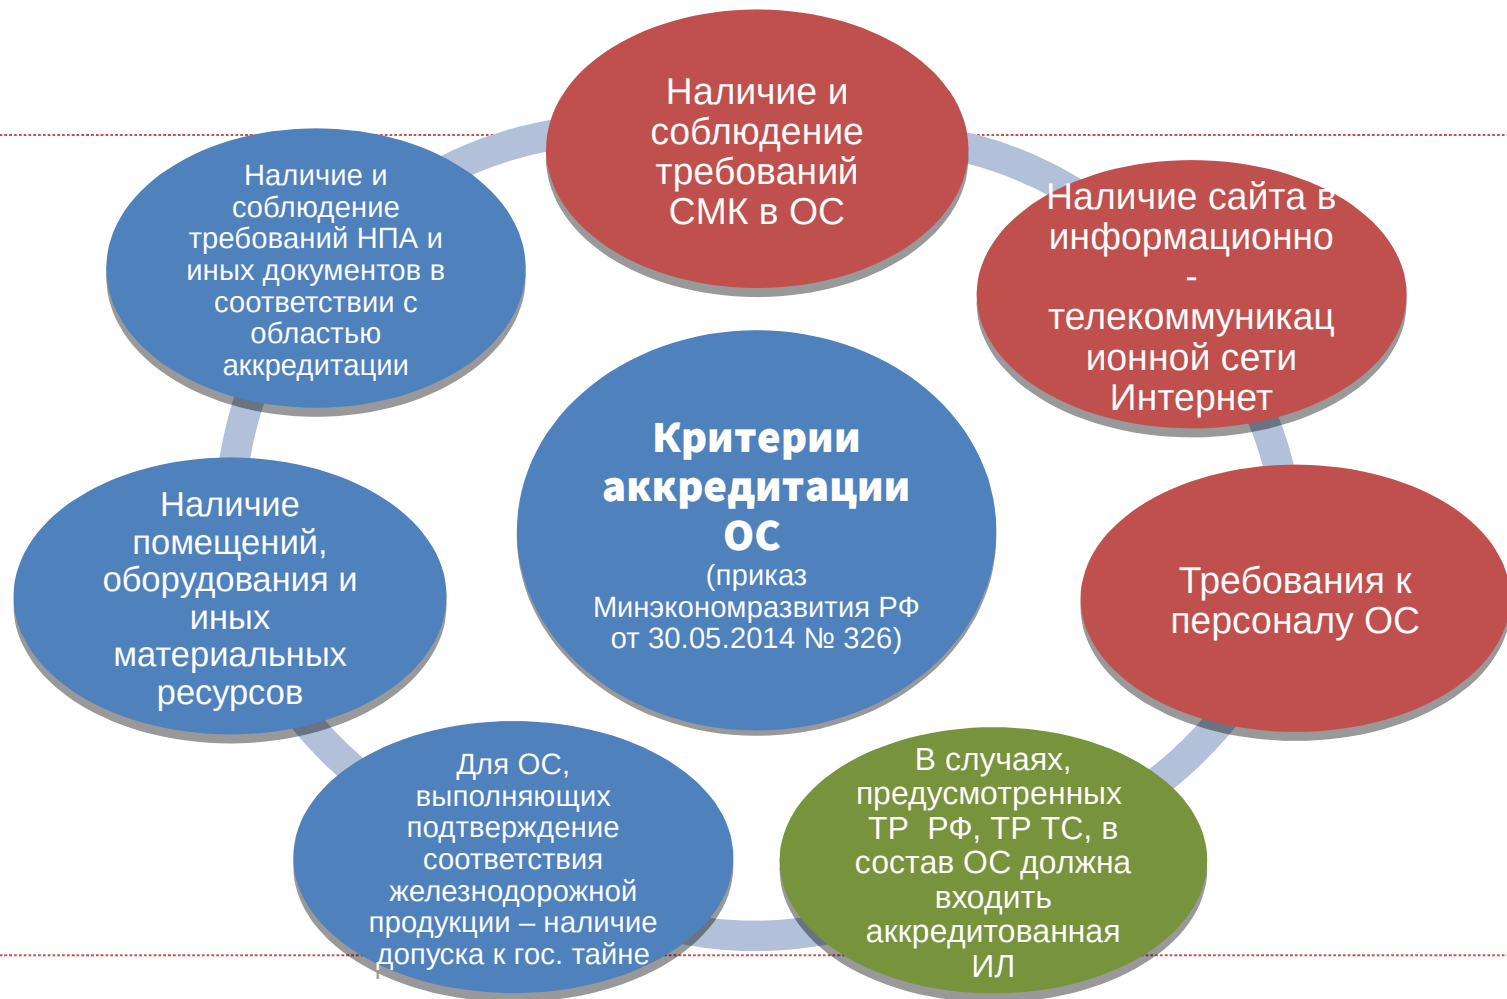 Наличие и
соблюдение
требований
СМК в ОС
Наличие сайта в
информационно
-
телекоммуникац
ионной сети
Интернет
Требования к
персоналу ОС
В случаях,
предусмотренных
ТР  РФ, ТР ТС, в
состав ОС должна
входить
аккредитованная
ИЛ
Для ОС,
выполняющих
подтверждение
соответствия
железнодорожной
продукции – наличие
допуска к гос. тайне
Наличие
помещений,
оборудования и
иных
материальных
ресурсов
Наличие и
соблюдение
требований НПА и
иных документов в
соответствии с
областью
аккредитации
Критерии
аккредитации
ОС
(приказ
Минэкономразвития РФ
от 30.05.2014 № 326)